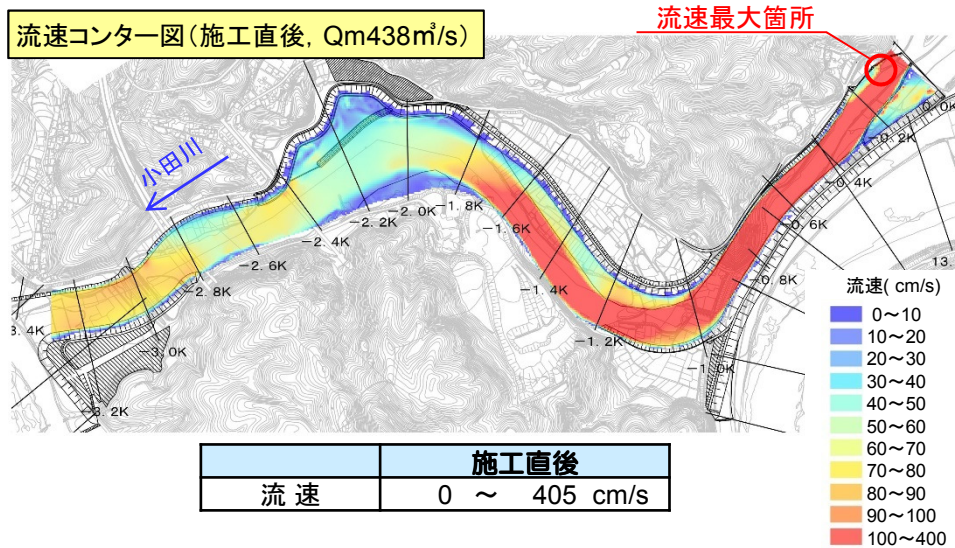 流速コンター図(施工直後, Qm438㎥/s)
流速最大箇所
小田川
0.0K
-0.2K
-0.4K
-0.6K
-0.8K
-1.0K
-1.2K
-1.4K
-1.6K
-1.8K
-2.0K
-2.2K
-2.4K
-2.6K
-2.8K
-3.0K
-3.2K
3.4K
13.
流速( cm/s)
0~10
10~20
20~30
30~40
40~50
50~60
60~70
70~80
80~90
90~100
100~400
施工直後
流 速 0 ~ 405 cm/s